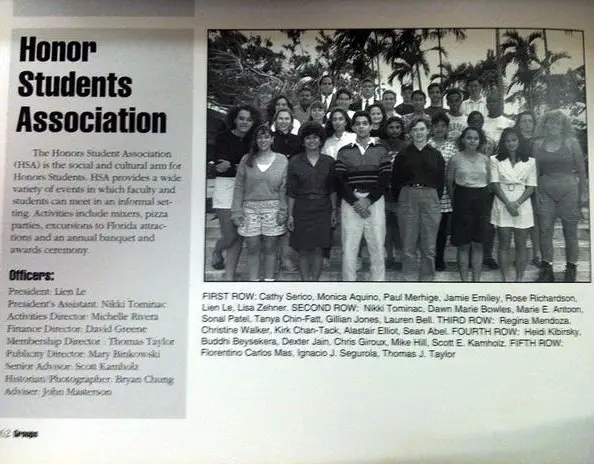 Honor
Students
Association
The Honors Student Association
(HSA) is the social and cultural arm for
Honors Students. HSA provides a wide
variety of events in which faculty and
students can meet in an informal set-
ting. Activities include mixers, pizza
parties, excursions to Florida attrac-
tions and an annual banquet and
awards ceremony.
Officers:
President: Lien Le
President's Assistant: Nikki Tominac
Activities Director: Michelle Rivera
Finance Director: David Greene
Membership Director : Thomas Taylor
Publicity Director: Mary Binkowski
Senior Advisor: Scott Kamholz
Historian/Photographer: Bryan Chung
Adviser: John Masterson
FIRST ROW: Cathy Serico, Monica Aquino, Paul Merhige, Jamie Emiley, Rose Richardson,
Lien Le, Lisa Zehner. SECOND ROW: Nikki Tominac, Dawn Marie Bowles, Marie E. Antoon,
Sonal Patel, Tanya Chin-Fatt, Gillian Jones, Lauren Bell. THIRD ROW: Regina Mendoza,
Christine Walker, Kirk Chan-Tack, Alastair Elliot, Sean Abel. FOURTH ROW: Heidi Kibirsky,
Buddhi Beysekera, Dexter Jain, Chris Giroux, Mike Hill, Scott E. Kamholz. FIFTH ROW:
Florentino Carlos Mas, Ignacio J. Segurola, Thomas J. Taylor
62 Groups